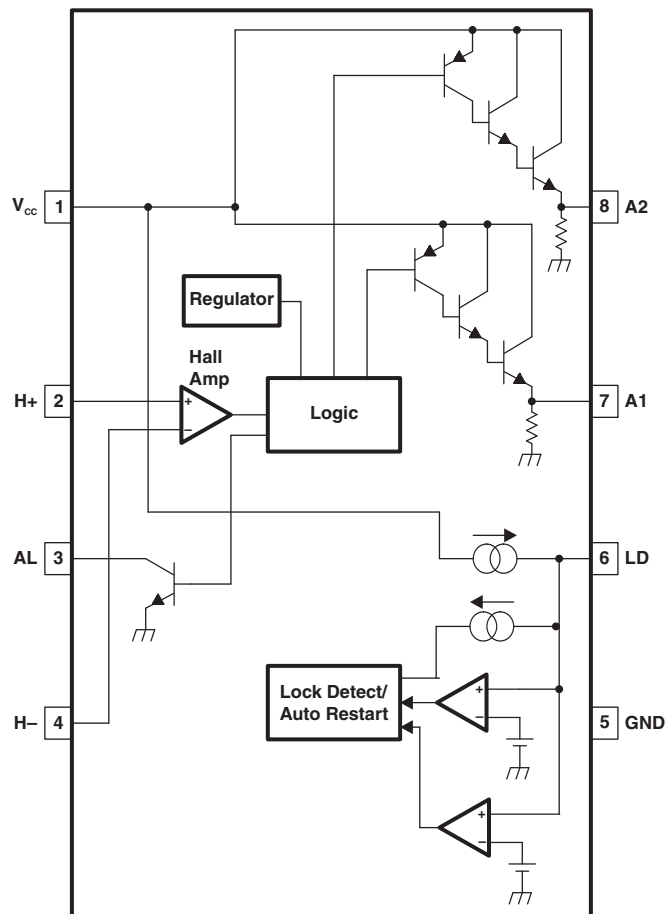 V_CC 1
8 A2
Regulator
Hall
Amp
H+ 2
+
−
Logic
7 A1
AL 3
6 LD
Lock Detect/
Auto Restart
+
−
H− 4
5 GND
+
−